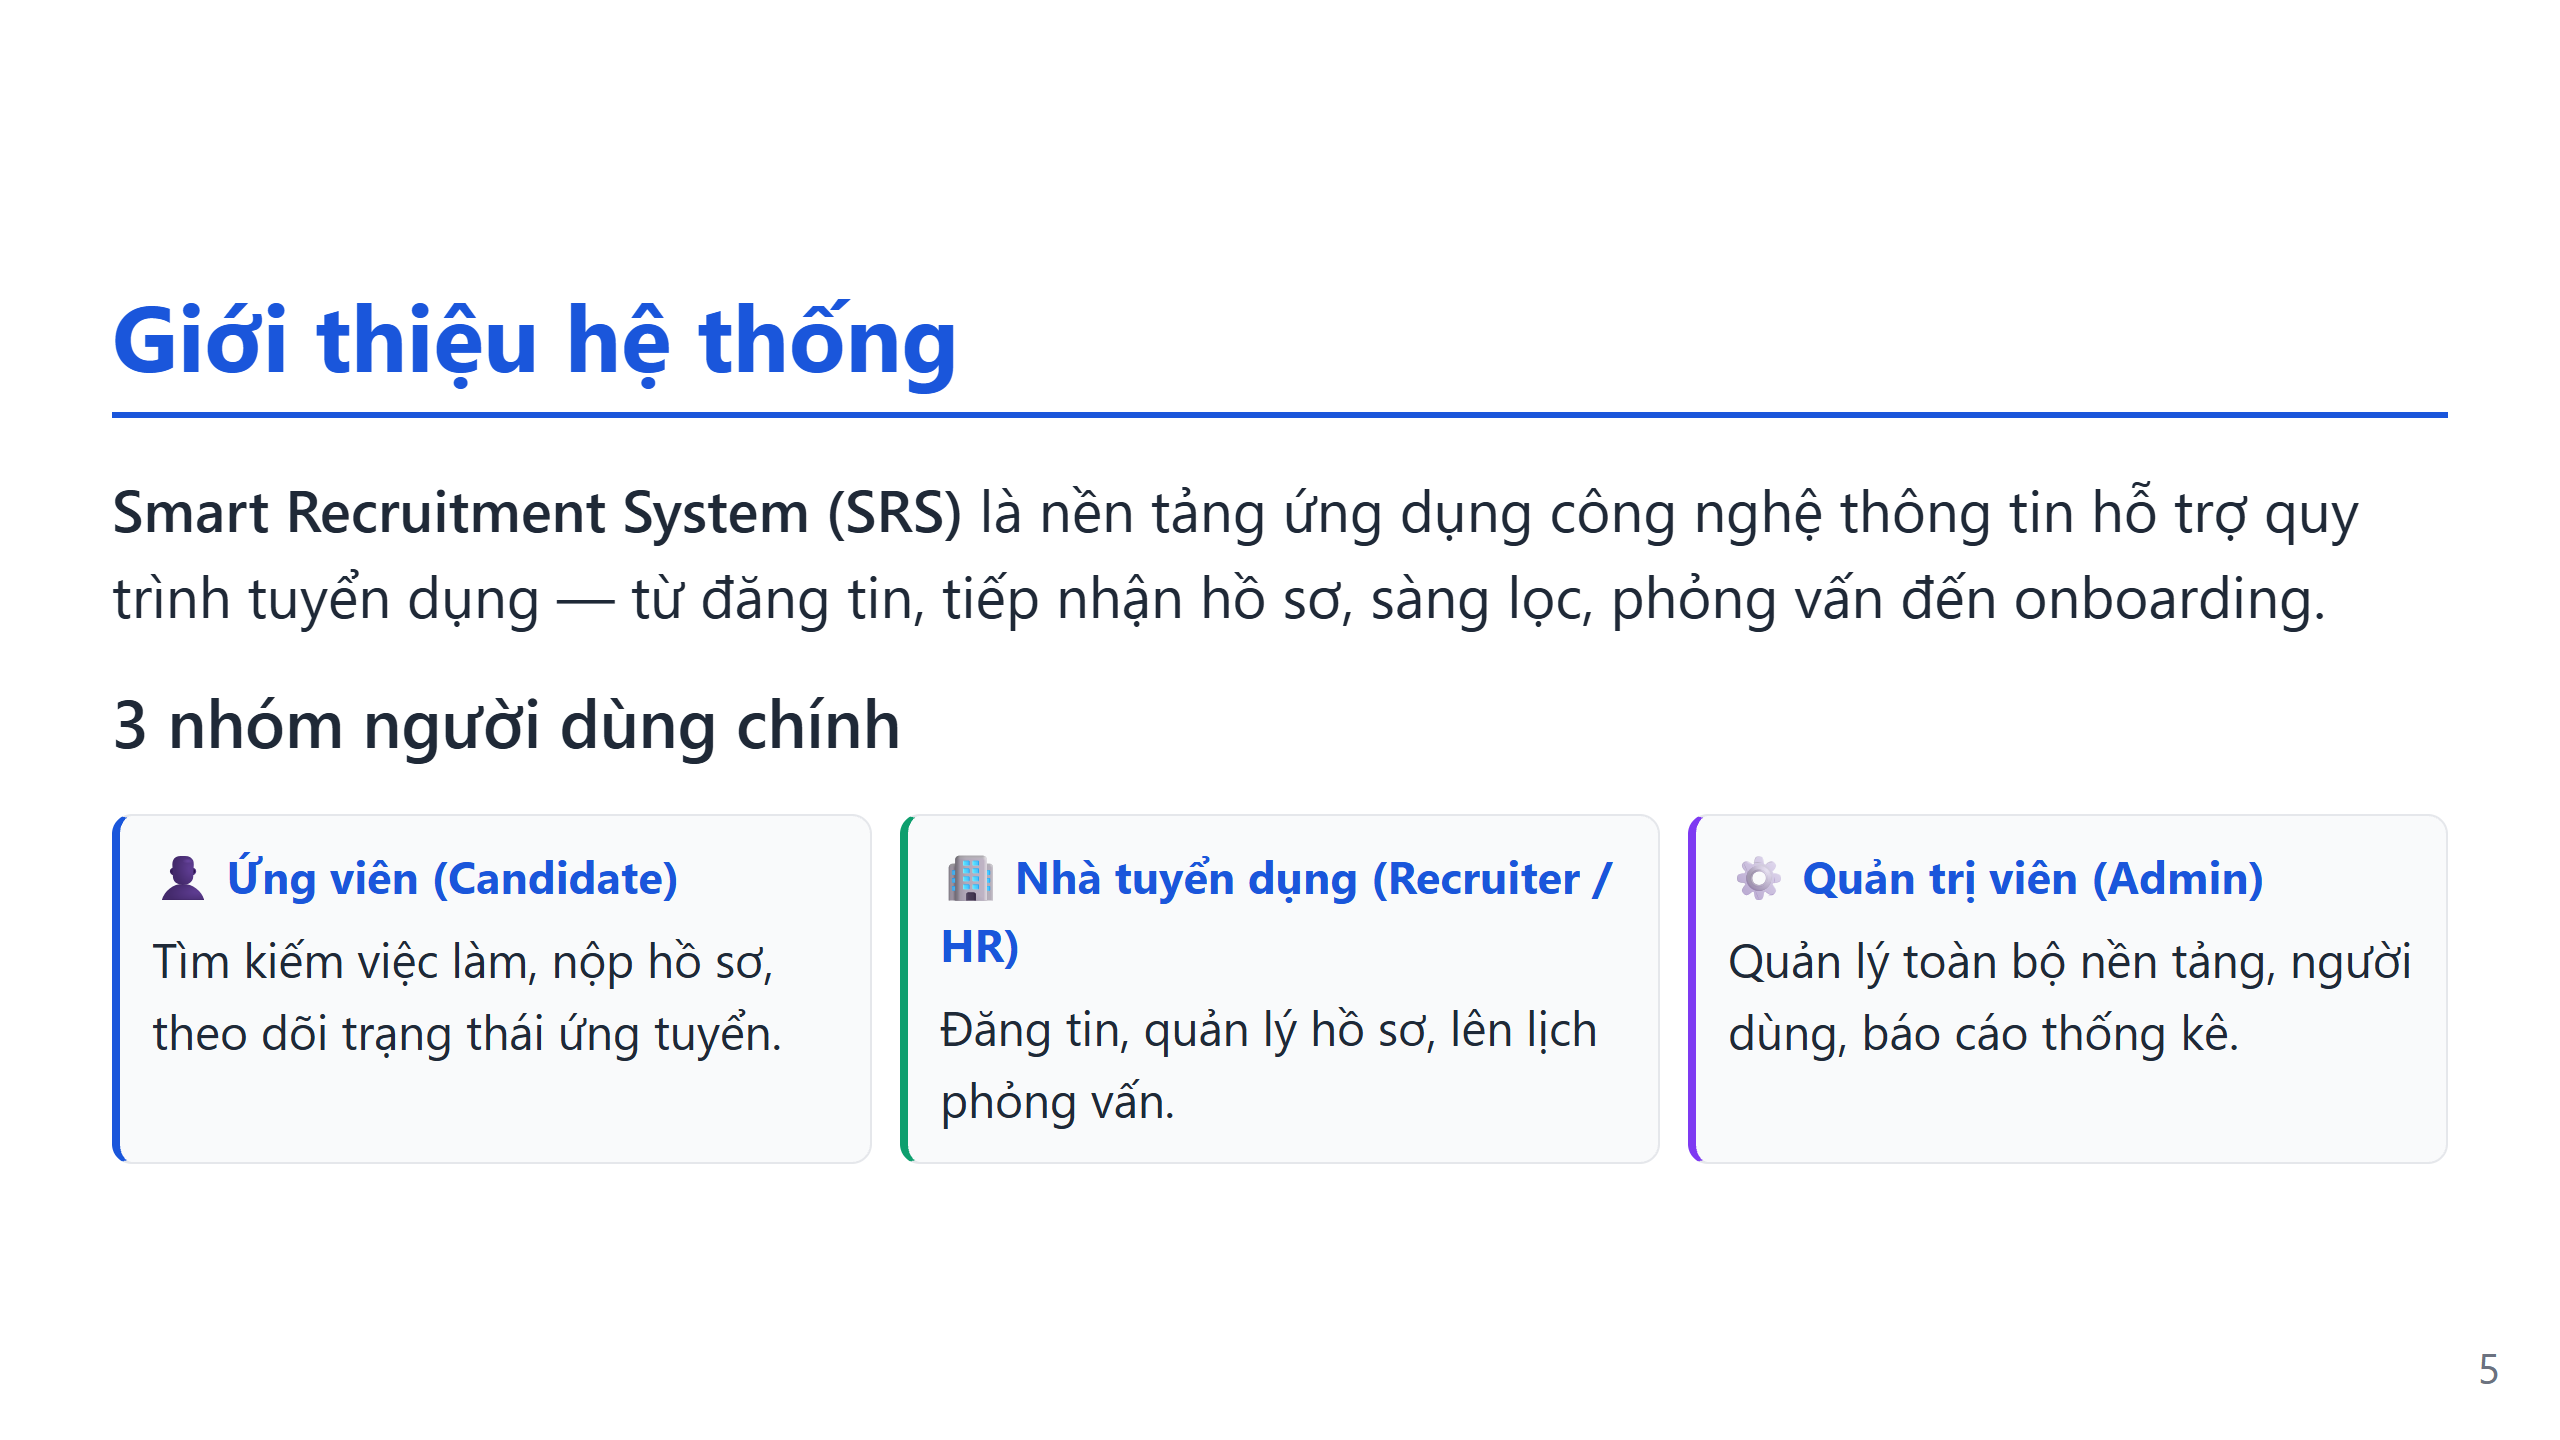 Giới thiệu hệ thống
Smart Recruitment System (SRS) là nền tảng ứng dụng công nghệ thông tin hỗ trợ quy
trình tuyển dụng — từ đăng tin, tiếp nhận hồ sơ, sàng lọc, phỏng vấn đến onboarding.
3 nhóm người dùng chính
Ứng viên (Candidate)
Tìm kiếm việc làm, nộp hồ sơ,
theo dõi trạng thái ứng tuyển.
Nhà tuyển dụng (Recruiter /
HR)
Đăng tin, quản lý hồ sơ, lên lịch
phỏng vấn.
Quản trị viên (Admin)
Quản lý toàn bộ nền tảng, người
dùng, báo cáo thống kê.
5